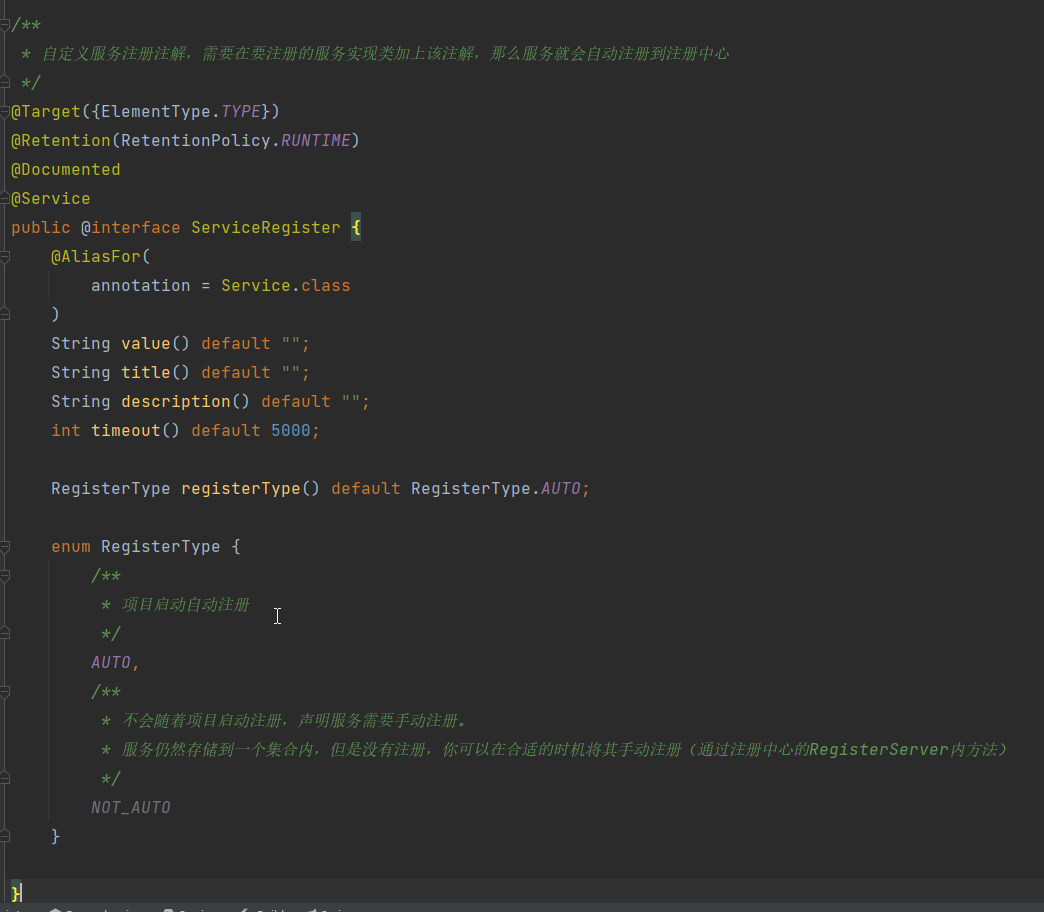 /**
 * 自定义服务注册注解，需要在要注册的服务实现类加上该注解，那么服务就会自动注册到注册中心
 */
@Target({ElementType.TYPE})
@Retention(RetentionPolicy.RUNTIME)
@Documented
@Service
public @interface ServiceRegister {
    @AliasFor(
        annotation = Service.class
    )
    String value() default "";
    String title() default "";
    String description() default "";
    int timeout() default 5000;
    RegisterType registerType() default RegisterType.AUTO;
    enum RegisterType {
        /**
         * 项目启动自动注册
         */
        AUTO,
        /**
         * 不会随着项目启动注册，声明服务需要手动注册。
         * 服务仍然存储到一个集合内，但是没有注册，你可以在合适的时机将其手动注册（通过注册中心的RegisterServer内方法）
         */
        NOT_AUTO
    }
}